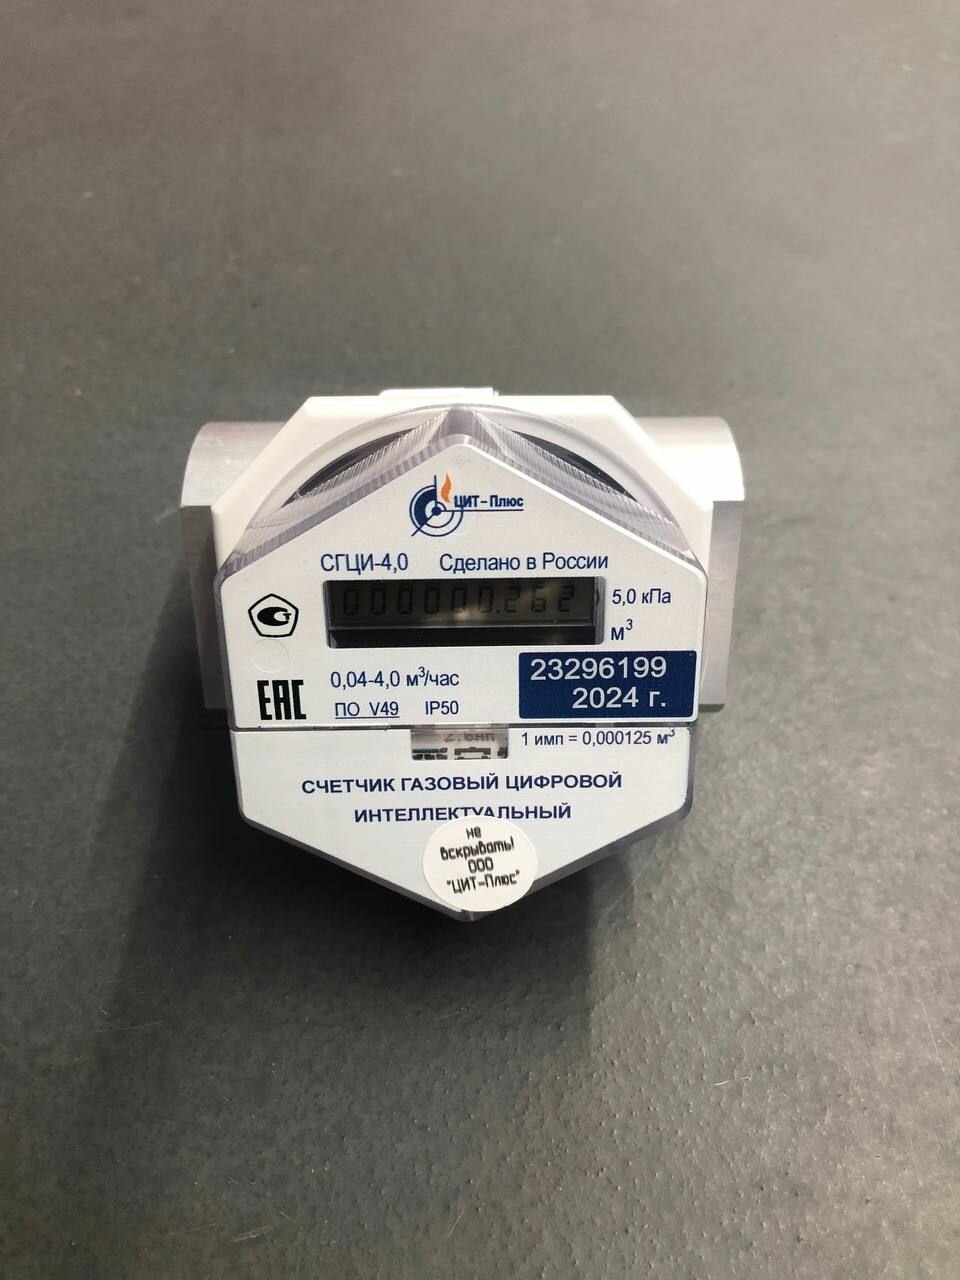 ЦИТ-Плюс
СГЦИ-4,0 Сделано в России
000000.262
5,0 кПа
м³
0,04-4,0 м³/час
23296199
2024 г.
ЕАС
ПО V49 IP50
1 имп = 0,000125 м³
СЧЕТЧИК ГАЗОВЫЙ ЦИФРОВОЙ
ИНТЕЛЛЕКТУАЛЬНЫЙ
не
вскрывать!
ООО
"ЦИТ-Плюс"